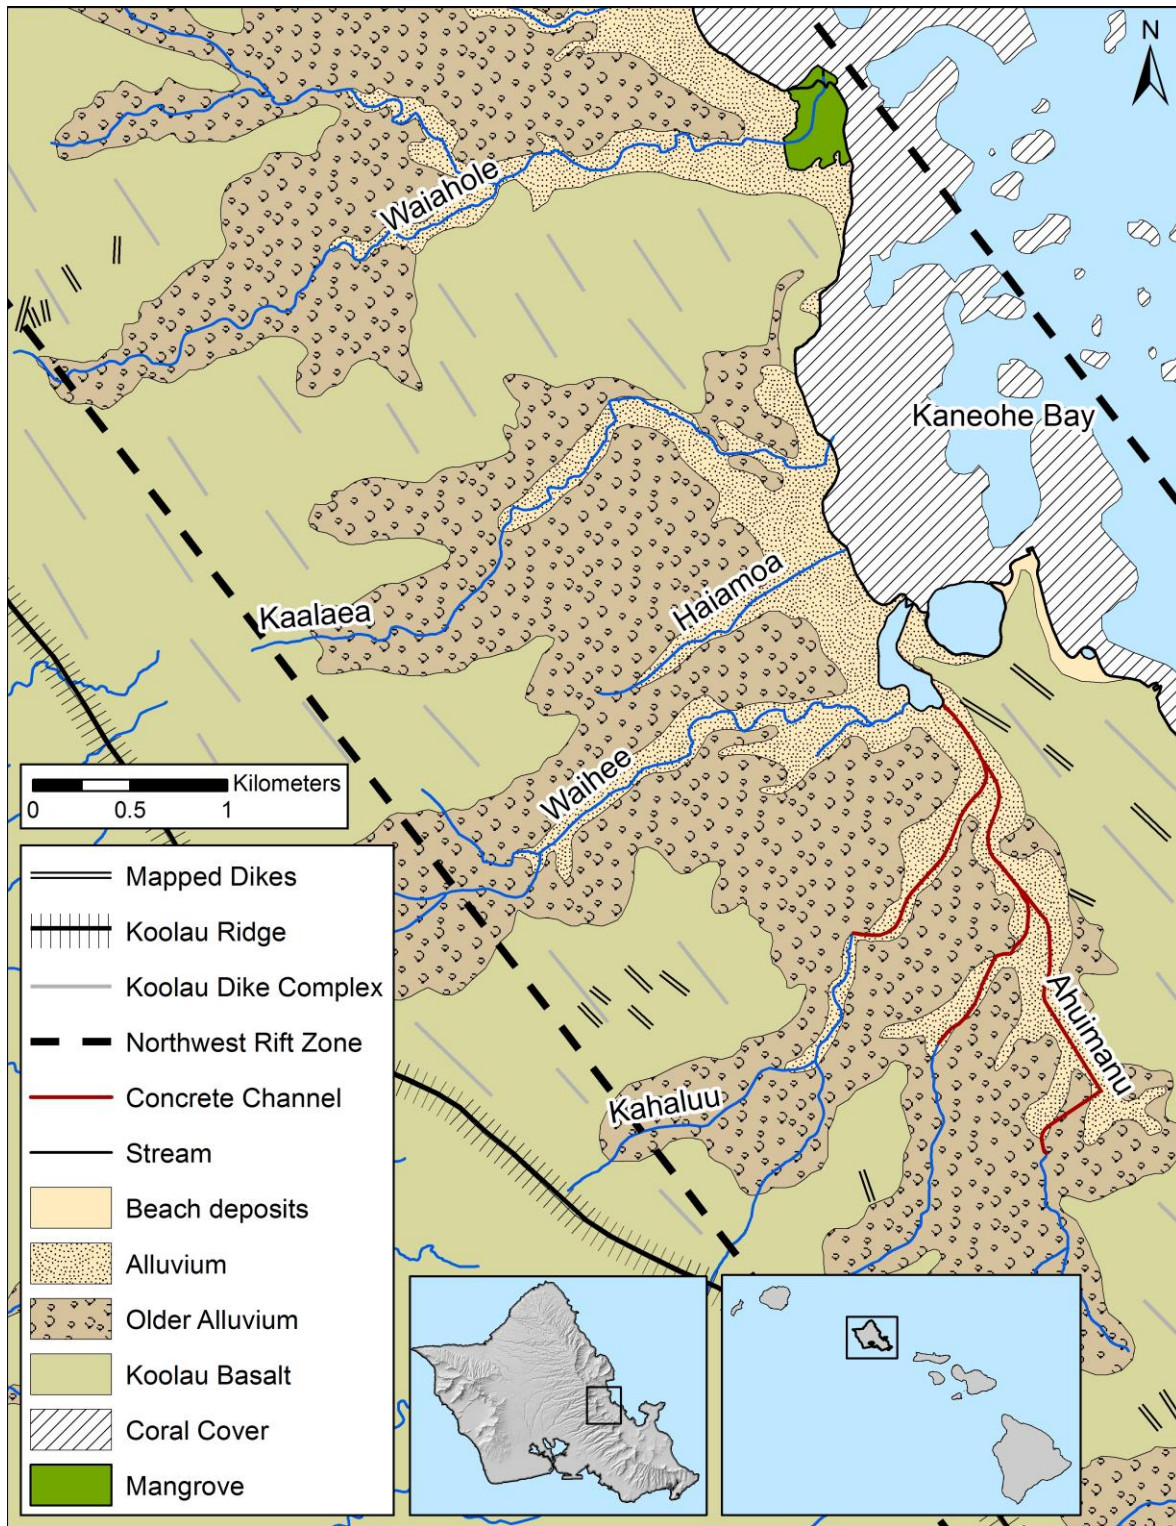 N
Waiahole
Kaneohe Bay
Haiamoa
Kaalaea
Waihee
Kilometers
0 0.5 1
Mapped Dikes
Koolau Ridge
Koolau Dike Complex
Northwest Rift Zone
Concrete Channel
Stream
Beach deposits
Alluvium
Older Alluvium
Koolau Basalt
Coral Cover
Mangrove
Ahuimanu
Kahaluu